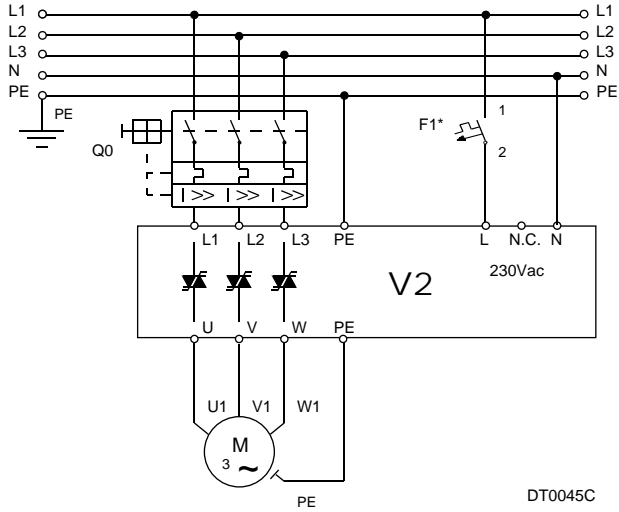 L1 L1
L2 L2
L3 L3
N N
PE PE
PE
F1* 1
Q0 2
I >> I >> I >>
L1 L2 L3 PE L N.C. N
V2 230Vac
U V W PE
U1 V1 W1
M
3 ~
PE DT0045C